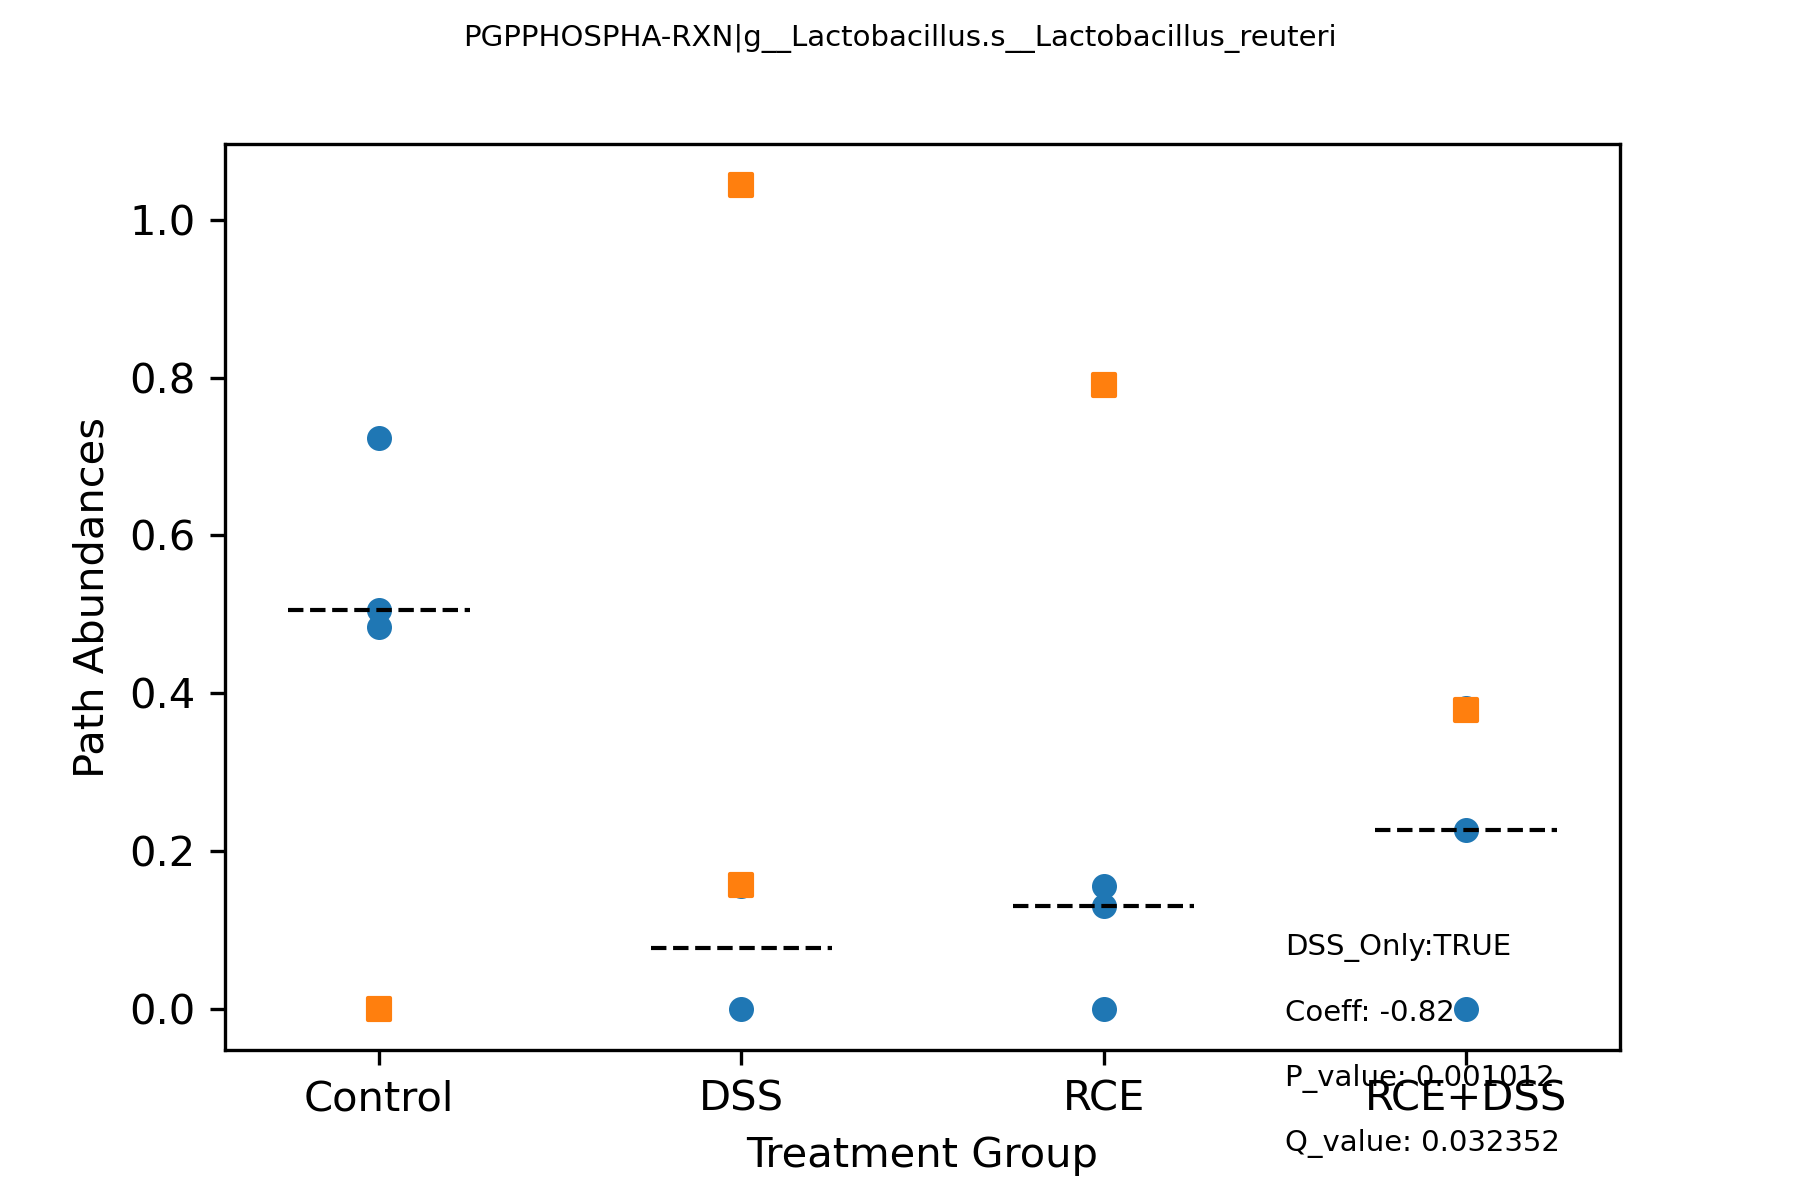 PGPPHOSPHA-RXN|g__Lactobacillus.s__Lactobacillus_reuteri
1.0
0.8
0.6
0.4
0.2
0.0
Path Abundances
DSS_Only:TRUE
Coeff: -0.82
P_value: 0.001012
Q_value: 0.032352
Control
DSS
RCE
RCE+DSS
Treatment Group